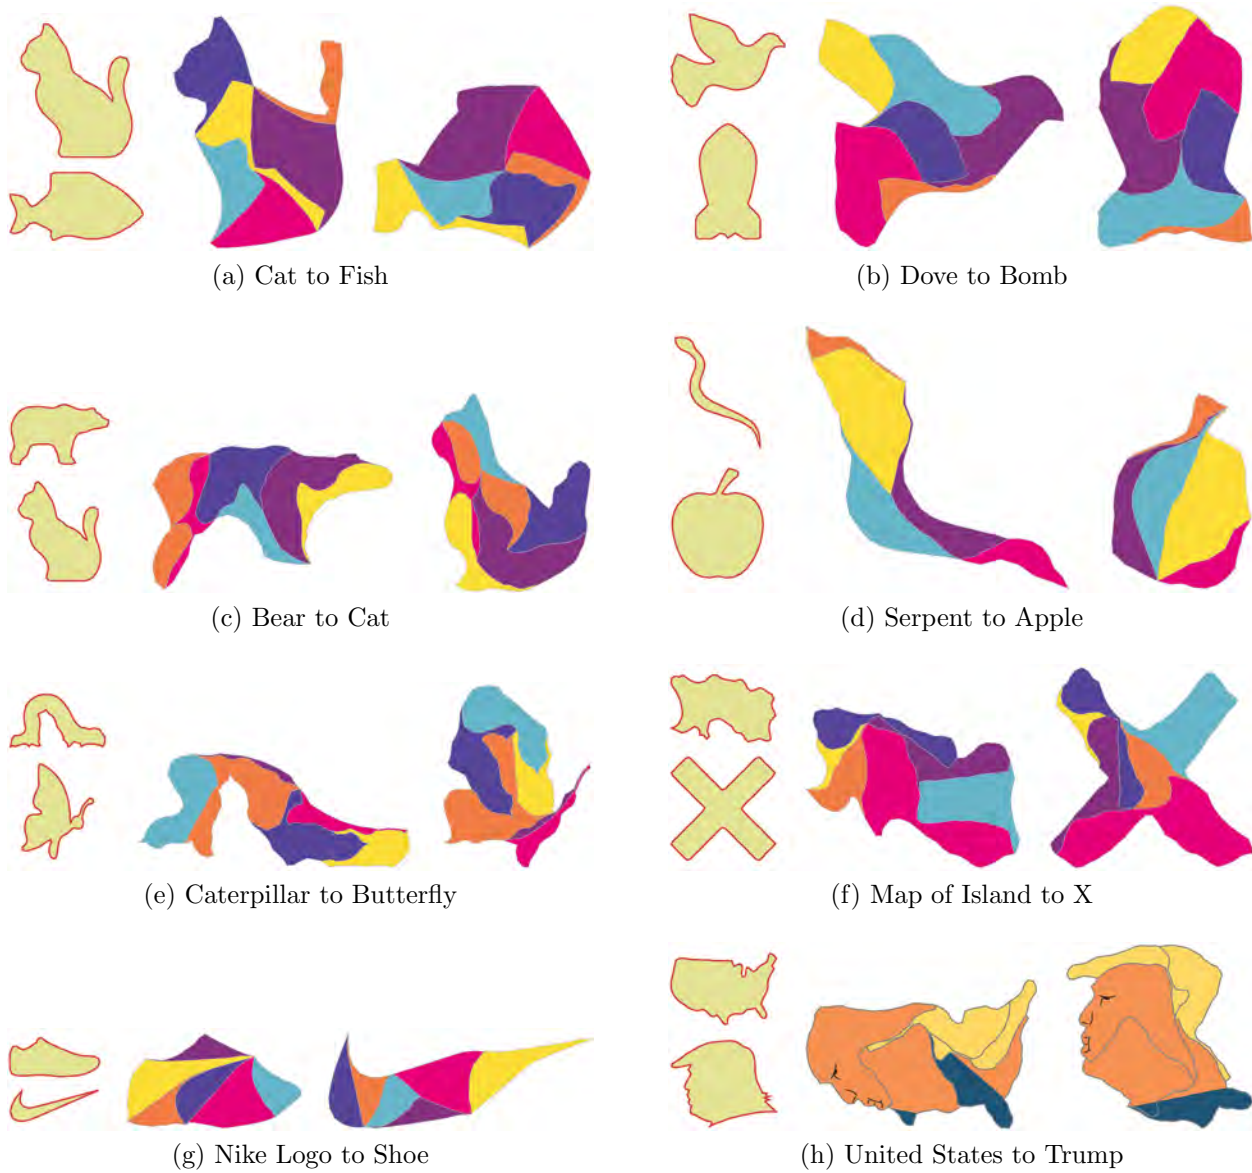 (a) Cat to Fish
(b) Dove to Bomb
(c) Bear to Cat
(d) Serpent to Apple
(e) Caterpillar to Butterfly
(f) Map of Island to X
(g) Nike Logo to Shoe
(h) United States to Trump